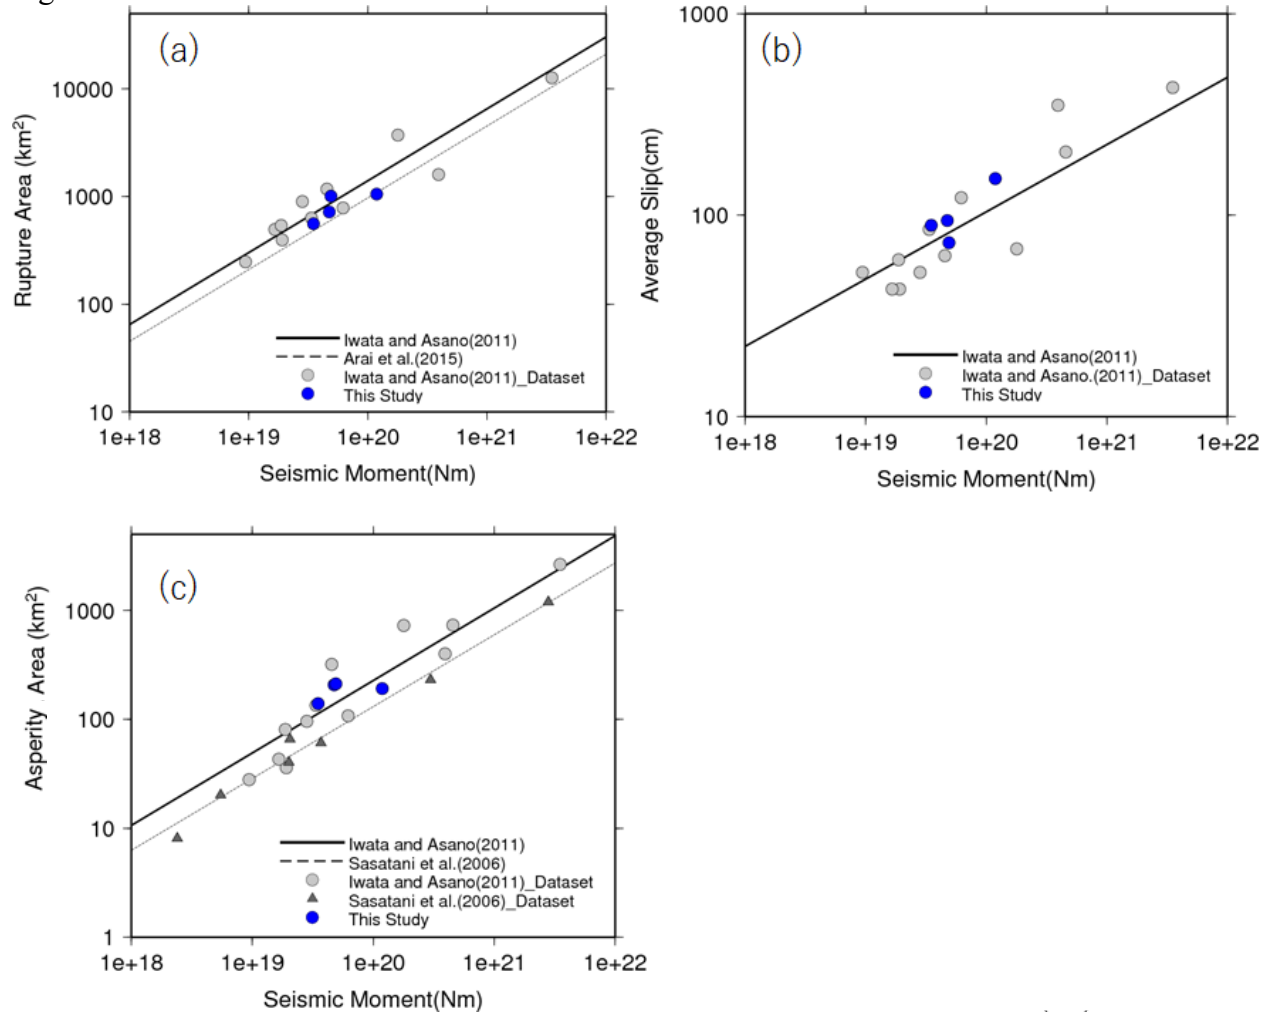 (a)
10000
1000
100
10
Rupture Area (km²)
Iwata and Asano(2011)
Arai et al.(2015)
Iwata and Asano(2011)_Dataset
This Study
1e+18 1e+19 1e+20 1e+21 1e+22
Seismic Moment(Nm)
(b)
1000
100
10
Average Slip(cm)
Iwata and Asano(2011)
Iwata and Asano.(2011)_Dataset
This Study
1e+18 1e+19 1e+20 1e+21 1e+22
Seismic Moment(Nm)
(c)
1000
100
10
1
Asperity Area (km²)
Iwata and Asano(2011)
Sasatani et al.(2006)
Iwata and Asano(2011)_Dataset
Sasatani et al.(2006)_Dataset
This Study
1e+18 1e+19 1e+20 1e+21 1e+22
Seismic Moment(Nm)